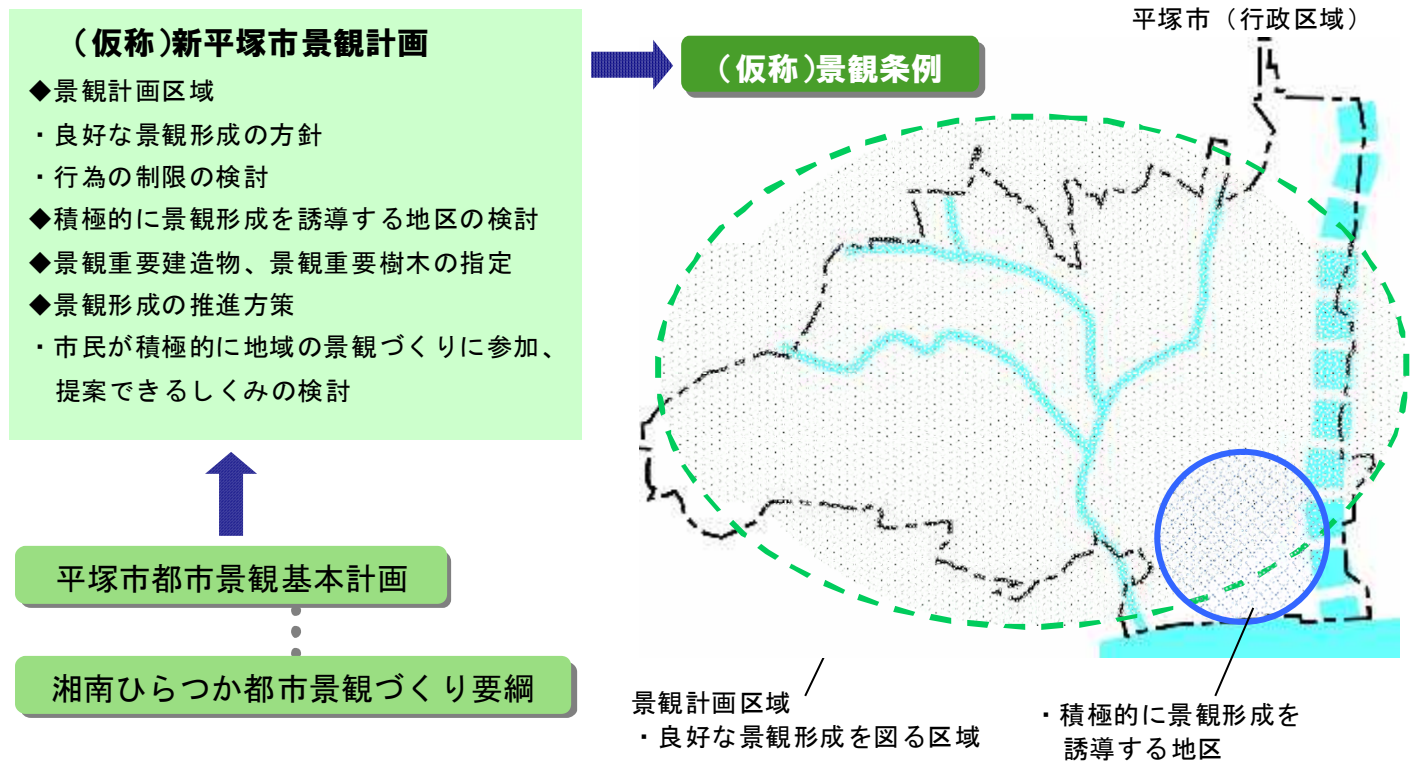 （仮称）新平塚市景観計画
◆景観計画区域
・良好な景観形成の方針
・行為の制限の検討
◆積極的に景観形成を誘導する地区の検討
◆景観重要建造物、景観重要樹木の指定
◆景観形成の推進方策
・市民が積極的に地域の景観づくりに参加、
提案できるしくみの検討
平塚市都市景観基本計画
湘南ひらつか都市景観づくり要綱
（仮称）景観条例
平塚市（行政区域）
景観計画区域
・良好な景観形成を図る区域
・積極的に景観形成を
誘導する地区